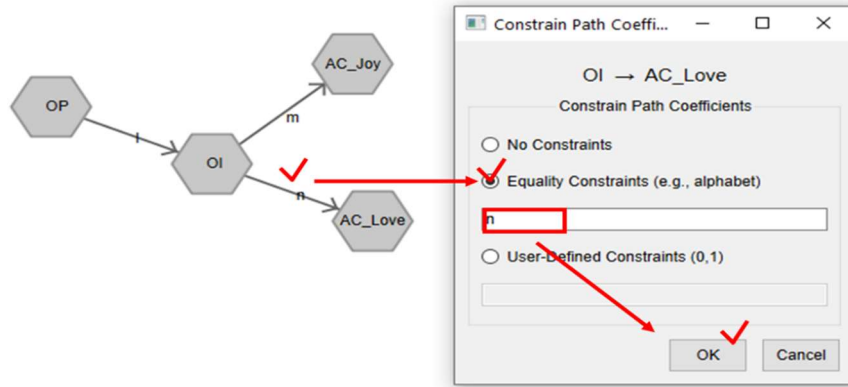 OP
l
OI
m
AC_Joy
n
AC_Love
Constrain Path Coeffi...
OI → AC_Love
Constrain Path Coefficients
No Constraints
Equality Constraints (e.g., alphabet)
n
User-Defined Constraints (0,1)
OK
Cancel